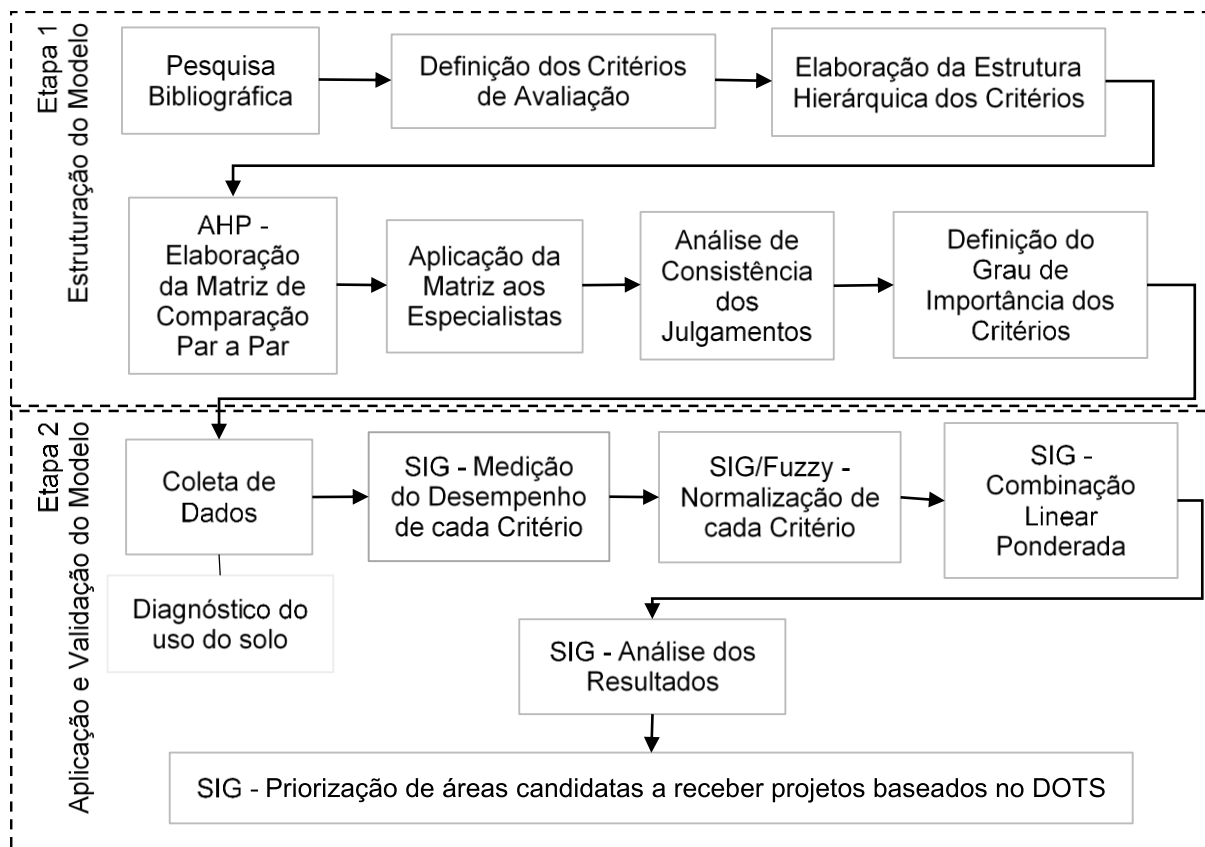 Etapa 1
Estruturação do Modelo
Pesquisa
Bibliográfica
Definição dos Critérios
de Avaliação
Elaboração da Estrutura
Hierárquica dos Critérios
AHP -
Elaboração
da Matriz de
Comparação
Par a Par
Aplicação da
Matriz aos
Especialistas
Análise de
Consistência
dos
Julgamentos
Definição do
Grau de
Importância dos
Critérios
Etapa 2
Aplicação e Validação do Modelo
Coleta de
Dados
Diagnóstico do
uso do solo
SIG - Medição
do Desempenho
de cada Critério
SIG/Fuzzy -
Normalização de
cada Critério
SIG -
Combinação
Linear
Ponderada
SIG - Análise dos
Resultados
SIG - Priorização de áreas candidatas a receber projetos baseados no DOTS